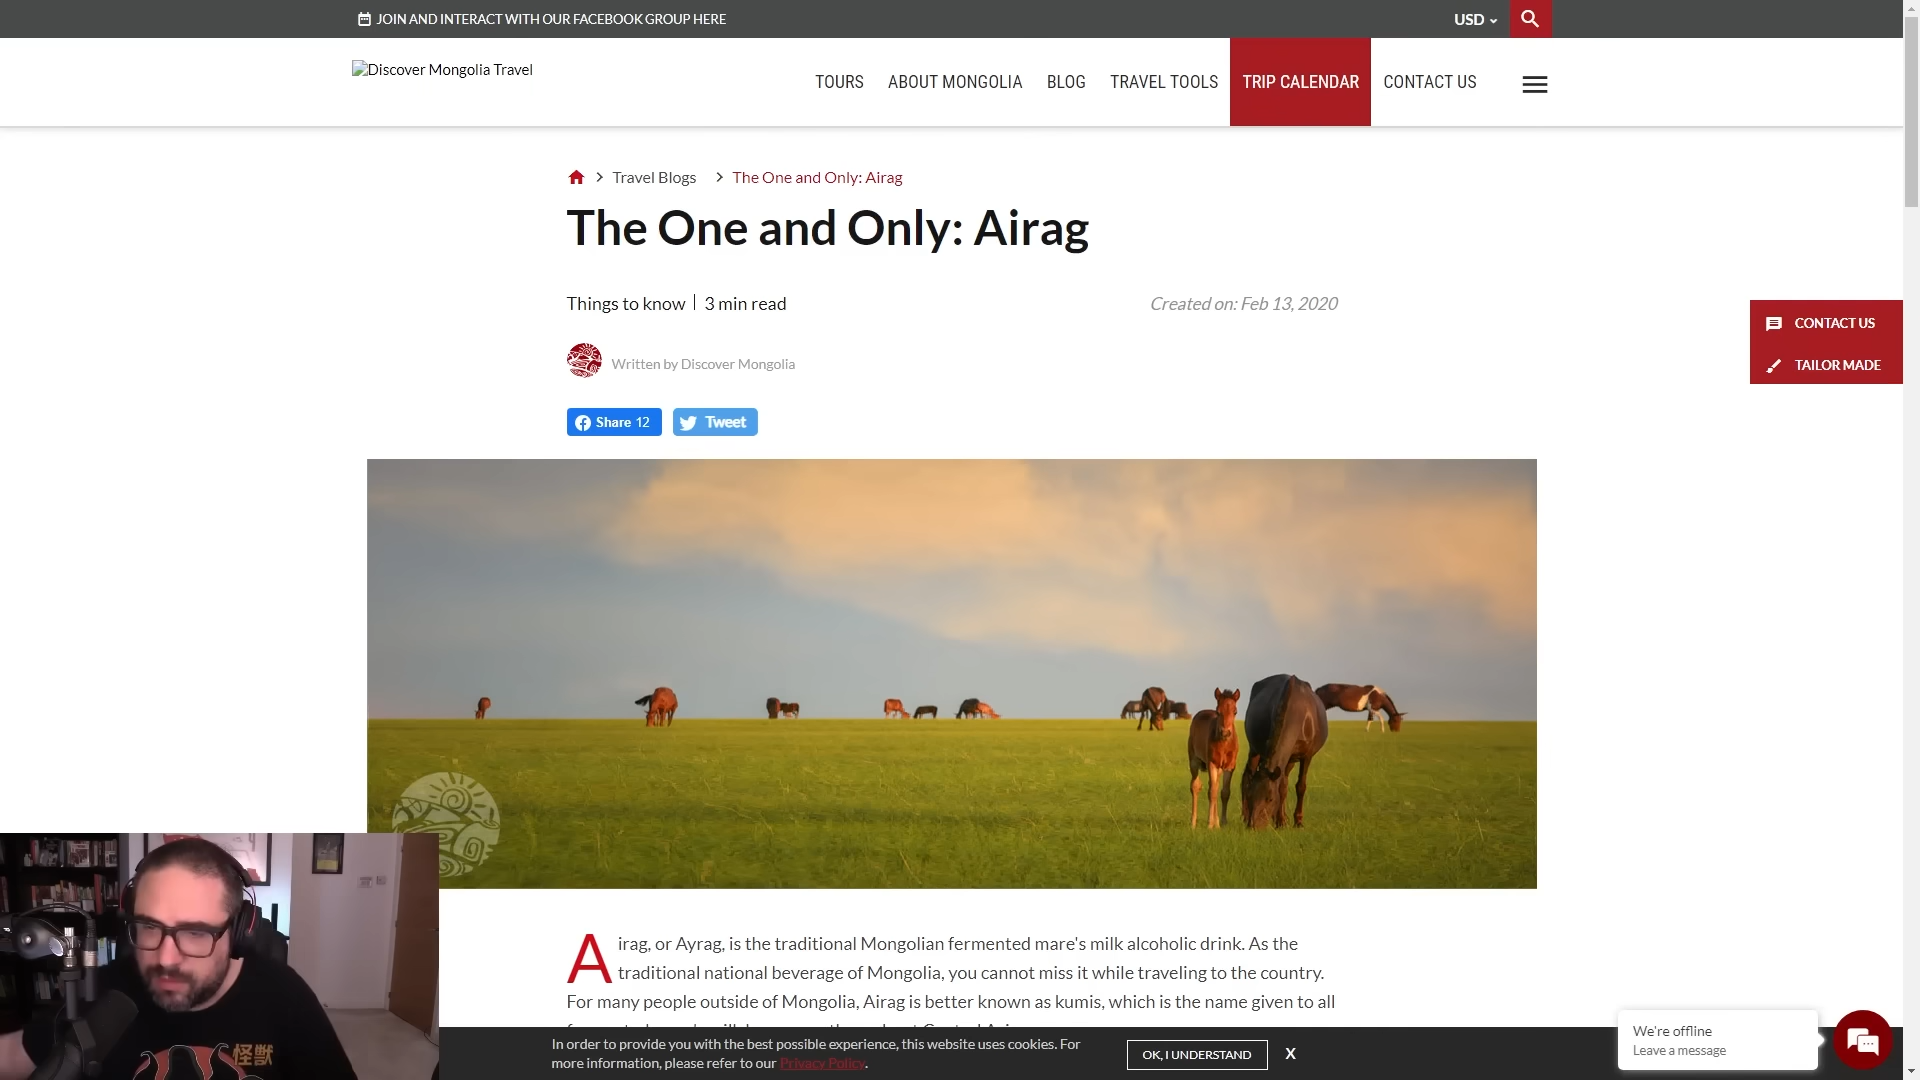 JOIN AND INTERACT WITH OUR FACEBOOK GROUP HERE
USD
Discover Mongolia Travel
TOURS
ABOUT MONGOLIA
BLOG
TRAVEL TOOLS
TRIP CALENDAR
CONTACT US
Travel Blogs
The One and Only: Airag
The One and Only: Airag
Things to know
3 min read
Created on: Feb 13, 2020
CONTACT US
TAILOR MADE
Written by Discover Mongolia
Share 12
Tweet
Airag, or Ayrag, is the traditional Mongolian fermented mare's milk alcoholic drink. As the
traditional national beverage of Mongolia, you cannot miss it while traveling to the country.
For many people outside of Mongolia, Airag is better known as kumis, which is the name given to all
In order to provide you with the best possible experience, this website uses cookies. For
more information, please refer to our Privacy Policy.
OK, I UNDERSTAND
X
We're offline
Leave a message
怪獣